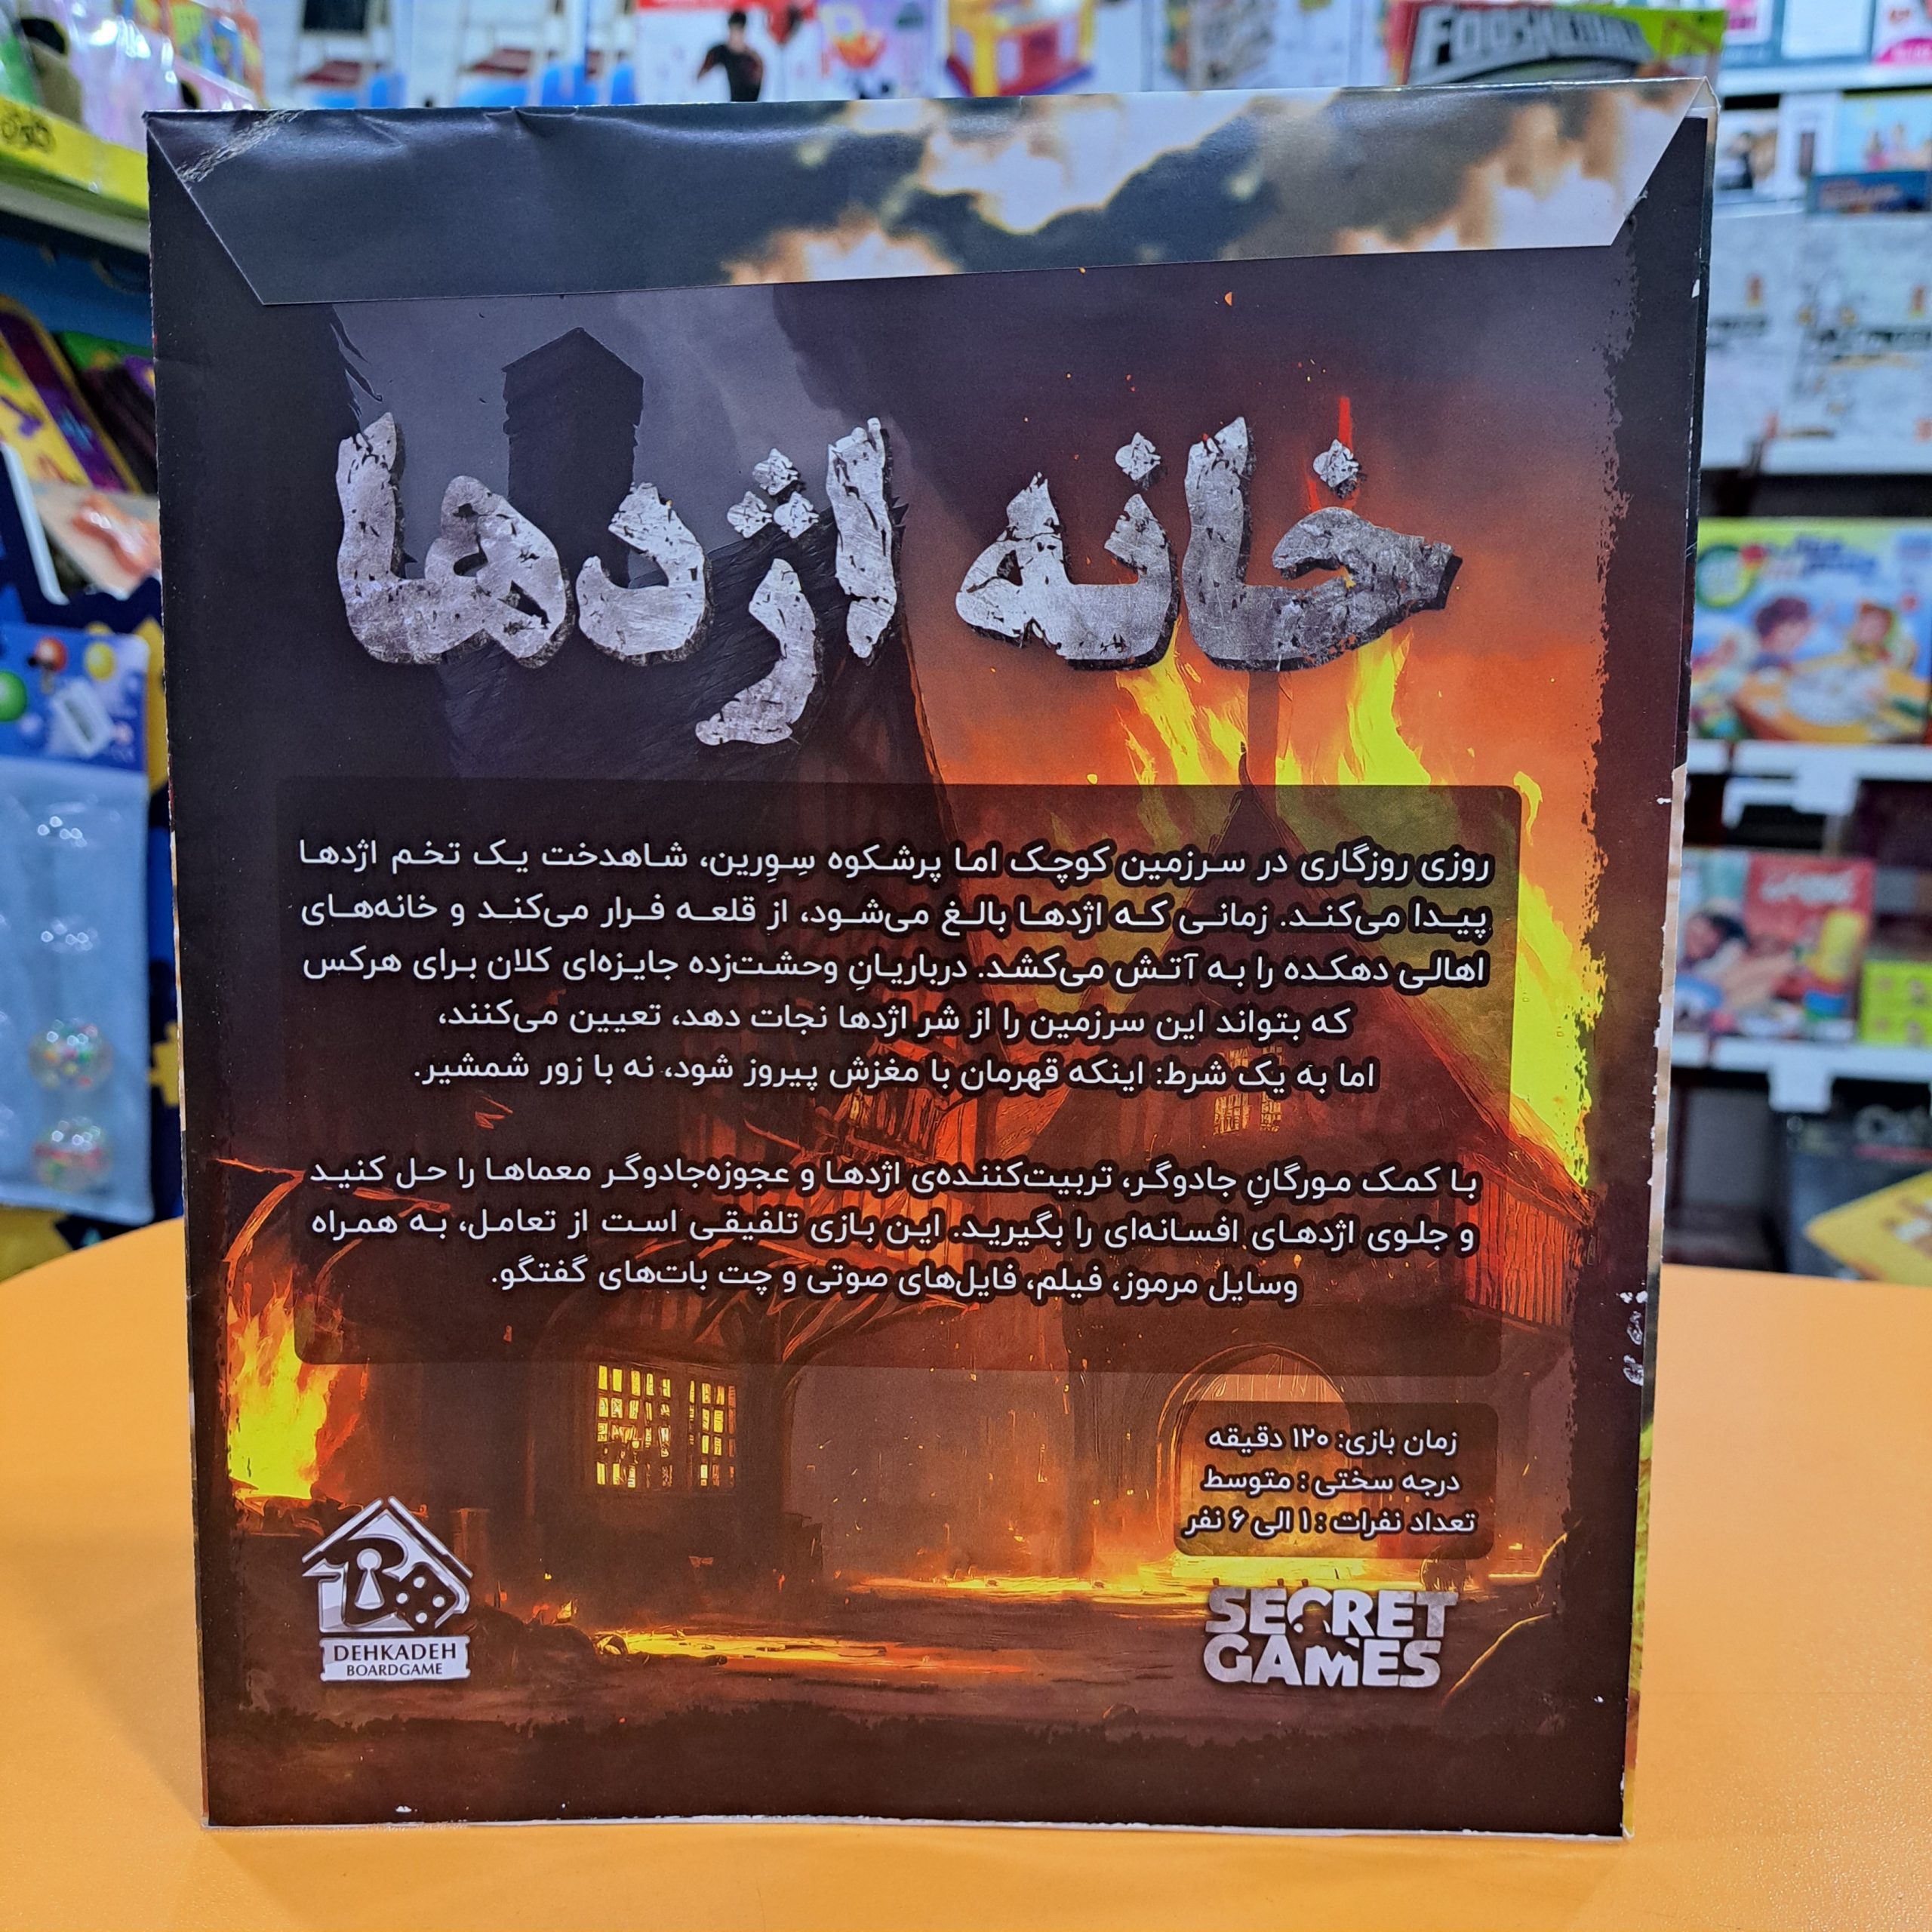 FOOSHILTANI
خانه اژدها
روزی روزگاری در سرزمین کوچک اما پرشکوه سِورِین، شاهدخت یک تخم اژدها
پیدا می‌کند. زمانی که اژدها بالغ می‌شود، از قلعه فرار می‌کند و خانه‌های
اهالی دهکده را به آتش می‌کشد. درباریانِ وحشت‌زده جایزه‌ای کلان برای هرکس
که بتواند این سرزمین را از شر اژدها نجات دهد، تعیین می‌کنند،
اما به یک شرط: اینکه قهرمان با مغزش پیروز شود، نه با زور شمشیر.
با کمک مورگانِ جادوگر، تربیت‌کننده‌ی اژدها و عجوزه‌جادوگر معماها را حل کنید
و جلوی اژدهای افسانه‌ای را بگیرید. این بازی تلفیقی است از تعامل، به همراه
وسایل مرموز، فیلم، فایل‌های صوتی و چت بات‌های گفتگو.
زمان بازی: ۱۲۰ دقیقه
درجه سختی : متوسط
تعداد نفرات : ۱ الی ۶ نفر
SECRET
GAMES
DEHKADEH
BOARDGAME